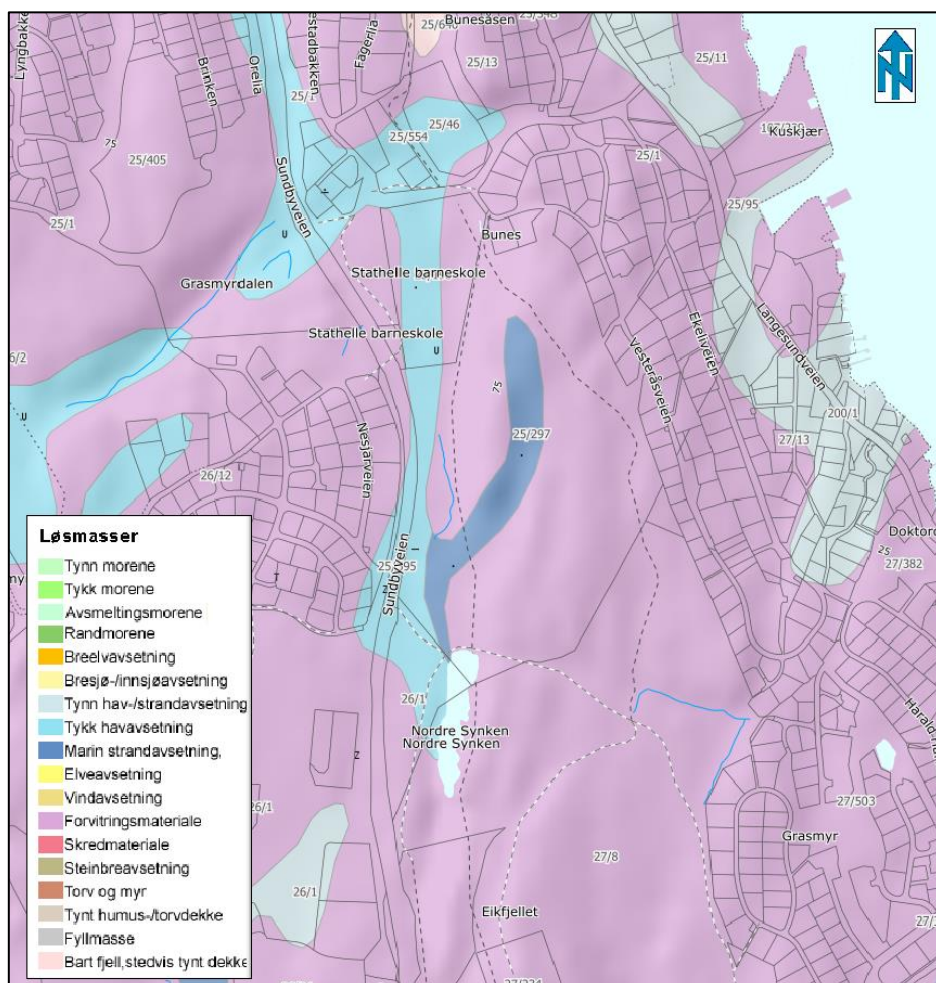 Bunesåsen
25/13
25/11
Lyngbakken
Brinken
Orelia
Fagerlia
25/1
25/46
25/554
Kuskjær
75
25/405
25/1
Sundbyveien
25/1
25/95
Bunes
Stathelle barneskole
Grasmyrdalen
Langesundveien
Ekeliveien
Stathelle barneskole
Vesteråsveien
75
200/1
25/297
27/13
26/12
Nesjarveien
Sundbyveien
Doktor
25
27/382
26/1
Nordre Synken
Nordre Synken
Harald
26/1
27/503
Grasmyr
27/8
26/1
Eikfjellet
Løsmasser
Tynn morene
Tykk morene
Avsmeltingsmorene
Randmorene
Breelvavsetning
Bresjø-/innsjøavsetning
Tynn hav-/strandavsetning
Tykk havavsetning
Marin strandavsetning,
Elveavsetning
Vindavsetning
Forvitringsmateriale
Skredmateriale
Steinbreavsetning
Torv og myr
Tynt humus-/torvdekke
Fyllmasse
Bart fjell,stedvis tynt dekke